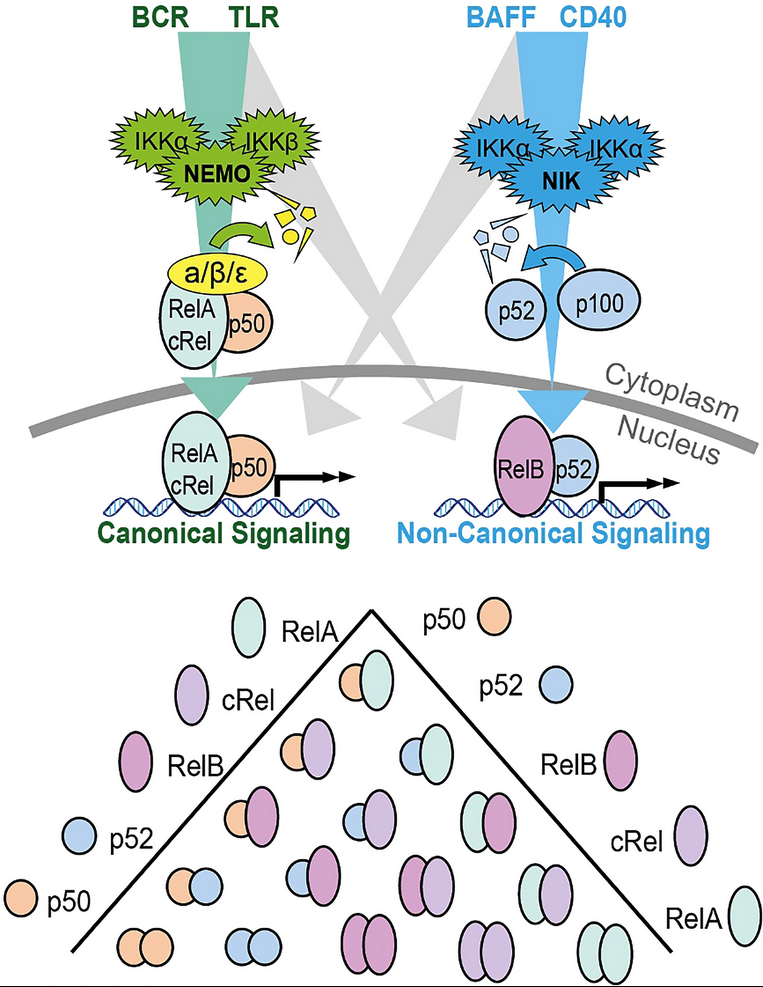 BCR TLR BAFF CD40
IKKα IKKβ IKKα IKKα
NEMO NIK
a/β/ε
RelA
cRel
p50
p52
p100
Cytoplasm
Nucleus
RelA
cRel
p50
RelB
p52
Canonical Signaling
Non-Canonical Signaling
RelA
p50
cRel
p52
RelB
RelB
p52
cRel
p50
RelA